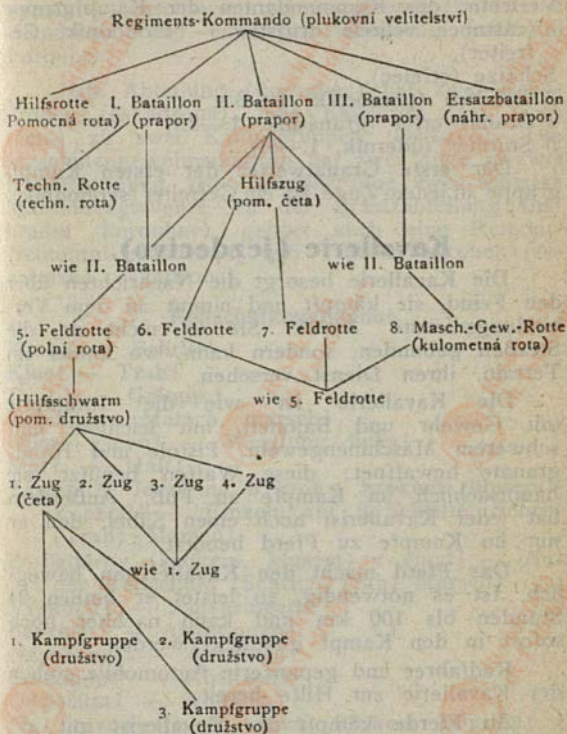 Regiments-Kommando (plukovní velitelství)
Hilfsrotte I. Bataillon II. Bataillon III. Bataillon Ersatzbataillon
Pomocná rota) (prapor) (prapor) (prapor) (náhr. prapor)
Techn. Rotte Hilfszug
(techn. rota) (pom. četa)
wie II. Bataillon wie II. Bataillon
5. Feldrotte 6. Feldrotte 7. Feldrotte 8. Masch.-Gew.-Rotte
(polní rota) (kulometná rota)
(Hilfsschwarm wie 5. Feldrotte
(pom. družstvo)
1. Zug 2. Zug 3. Zug 4. Zug
(četa)
wie 1. Zug
1. Kampfgruppe 2. Kampfgruppe
(družstvo) (družstvo)
3. Kampfgruppe
(družstvo)